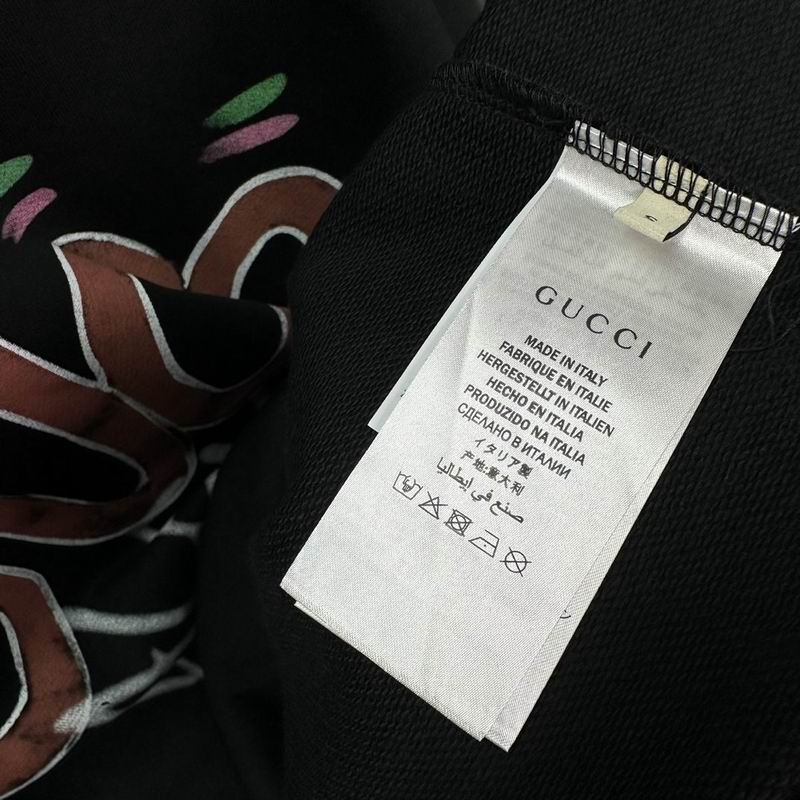 GUCCI
MADE IN ITALY
FABRIQUE EN ITALIE
HERGESTELLT IN ITALIEN
HECHO EN ITALIA
PRODUZIDO NA ITALIA
СДЕЛАНО В ИТАЛИИ
イタリア製
产地:意大利
صنع في إيطاليا